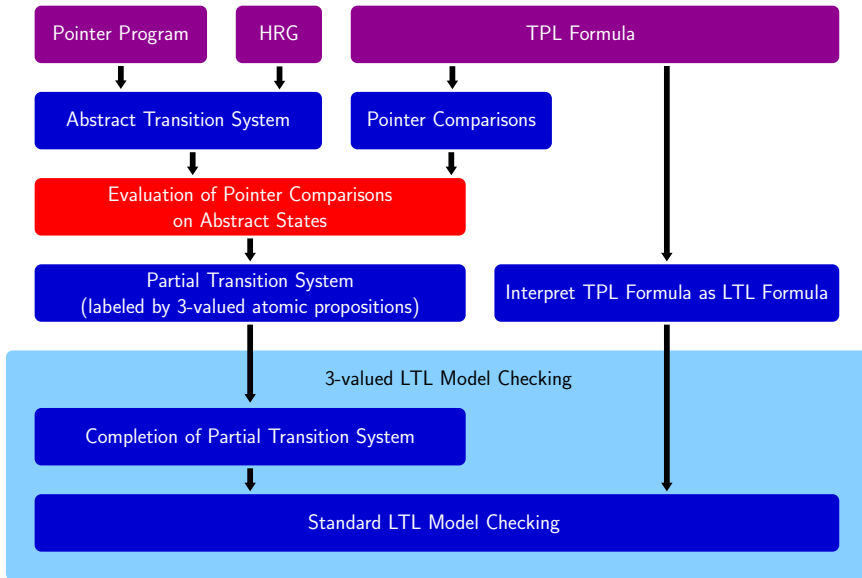 Pointer Program
HRG
TPL Formula
Abstract Transition System
Pointer Comparisons
Evaluation of Pointer Comparisons
on Abstract States
Partial Transition System
(labeled by 3-valued atomic propositions)
Interpret TPL Formula as LTL Formula
3-valued LTL Model Checking
Completion of Partial Transition System
Standard LTL Model Checking